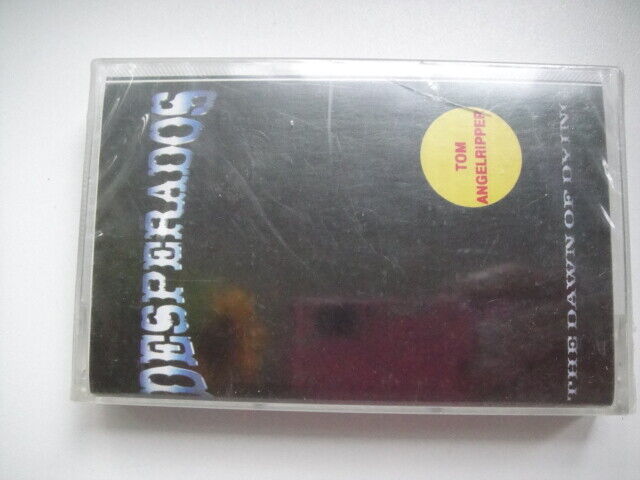 DESPERADOS
TOM
ANGELRIPPER
THE DAWN OF DYING